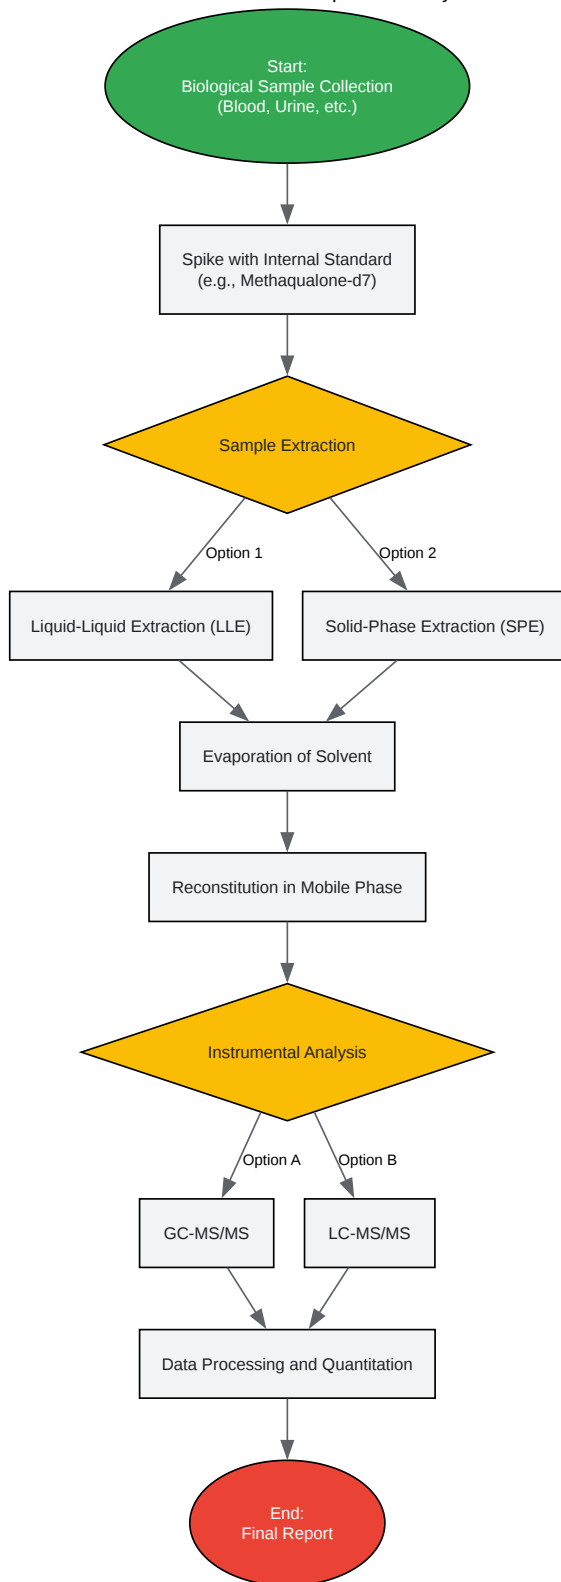 Start:
Biological Sample Collection
(Blood, Urine, etc.)
Spike with Internal Standard
(e.g., Methaqualone-d7)
Sample Extraction
Option 1
Option 2
Liquid-Liquid Extraction (LLE)
Solid-Phase Extraction (SPE)
Evaporation of Solvent
Reconstitution in Mobile Phase
Instrumental Analysis
Option A
Option B
GC-MS/MS
LC-MS/MS
Data Processing and Quantitation
End:
Final Report